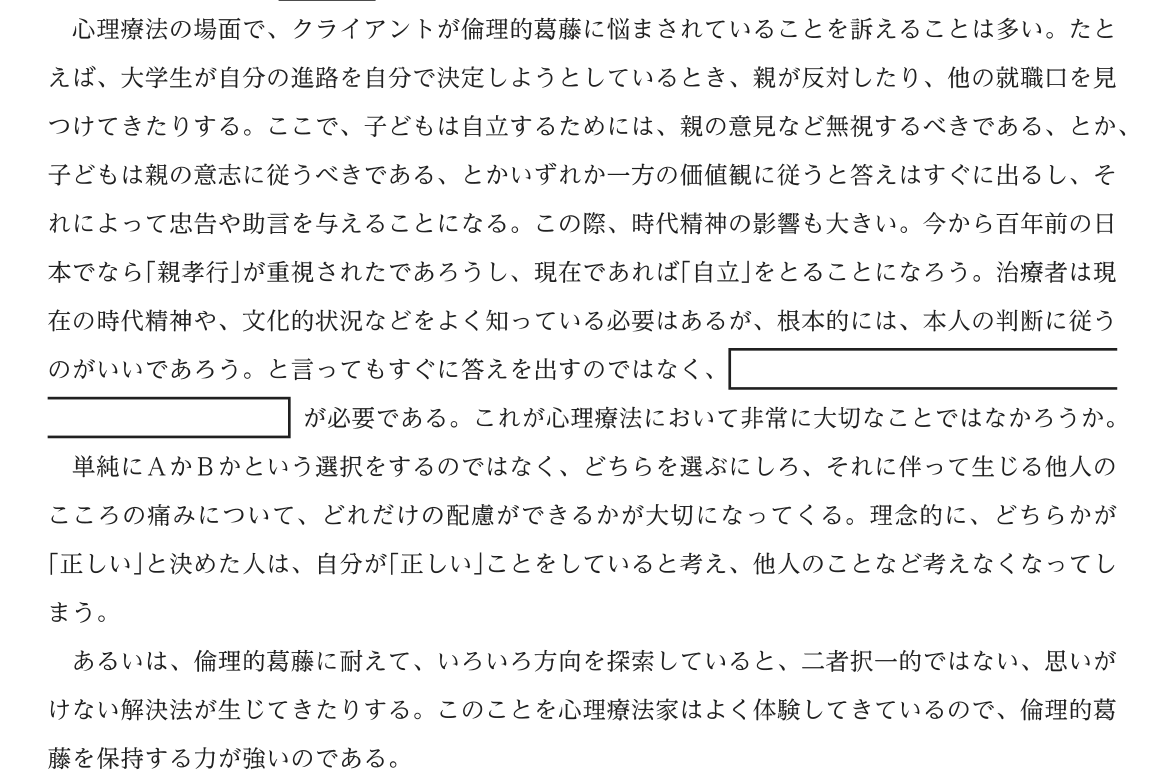 心理療法の場面で、クライアントが倫理的葛藤に悩まされていることを訴えることは多い。たと
えば、大学生が自分の進路を自分で決定しようとしているとき、親が反対したり、他の就職口を見
つけてきたりする。ここで、子どもは自立するためには、親の意見など無視するべきである、とか、
子どもは親の意志に従うべきである、とかいずれか一方の価値観に従うと答えはすぐに出るし、そ
れによって忠告や助言を与えることになる。この際、時代精神の影響も大きい。今から百年前の日
本でなら「親孝行」が重視されたであろうし、現在であれば「自立」をとることになろう。治療者は現
在の時代精神や、文化的状況などをよく知っている必要はあるが、根本的には、本人の判断に従う
のがいいであろう。と言ってもすぐに答えを出すのではなく、
が必要である。これが心理療法において非常に大切なことではなかろうか。
単純にＡかＢかという選択をするのではなく、どちらを選ぶにしろ、それに伴って生じる他人の
こころの痛みについて、どれだけの配慮ができるかが大切になってくる。理念的に、どちらかが
「正しい」と決めた人は、自分が「正しい」ことをしていると考え、他人のことなど考えなくなってし
まう。
あるいは、倫理的葛藤に耐えて、いろいろ方向を探索していると、二者択一的ではない、思いが
けない解決法が生じてきたりする。このことを心理療法家はよく体験してきているので、倫理的葛
藤を保持する力が強いのである。